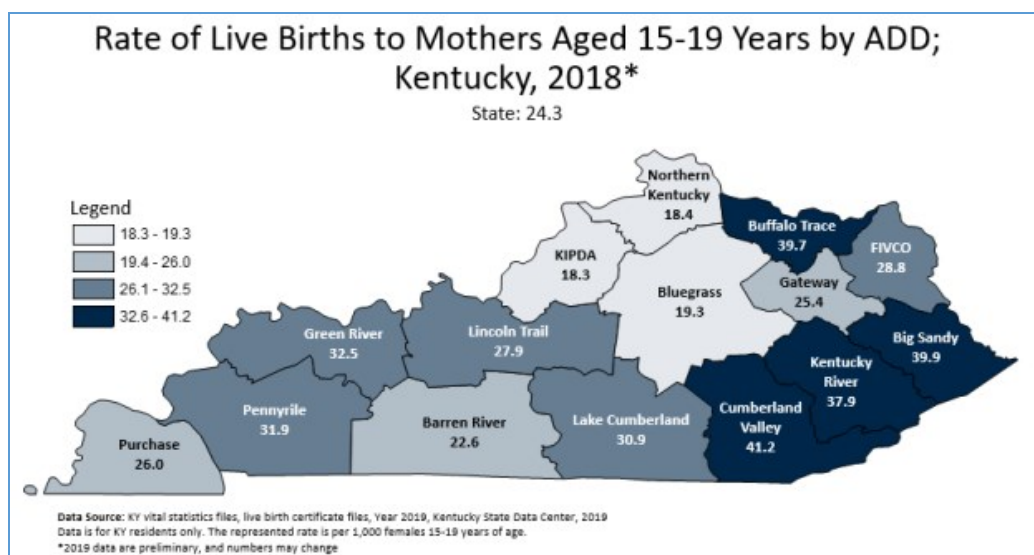 Rate of Live Births to Mothers Aged 15-19 Years by ADD;
Kentucky, 2018*
State: 24.3
Legend
18.3 - 19.3
19.4 - 26.0
26.1 - 32.5
32.6 - 41.2
Northern
Kentucky
18.4
Buffalo Trace
39.7
FIVCO
28.8
KIPDA
18.3
Gateway
25.4
Bluegrass
19.3
Green River
32.5
Lincoln Trail
27.9
Big Sandy
39.9
Kentucky
River
37.9
Pennyrile
31.9
Barren River
22.6
Lake Cumberland
30.9
Cumberland
Valley
41.2
Purchase
26.0
Data Source: KY vital statistics files, live birth certificate files, Year 2019, Kentucky State Data Center, 2019
Data is for KY residents only. The represented rate is per 1,000 females 15-19 years of age.
*2019 data are preliminary, and numbers may change